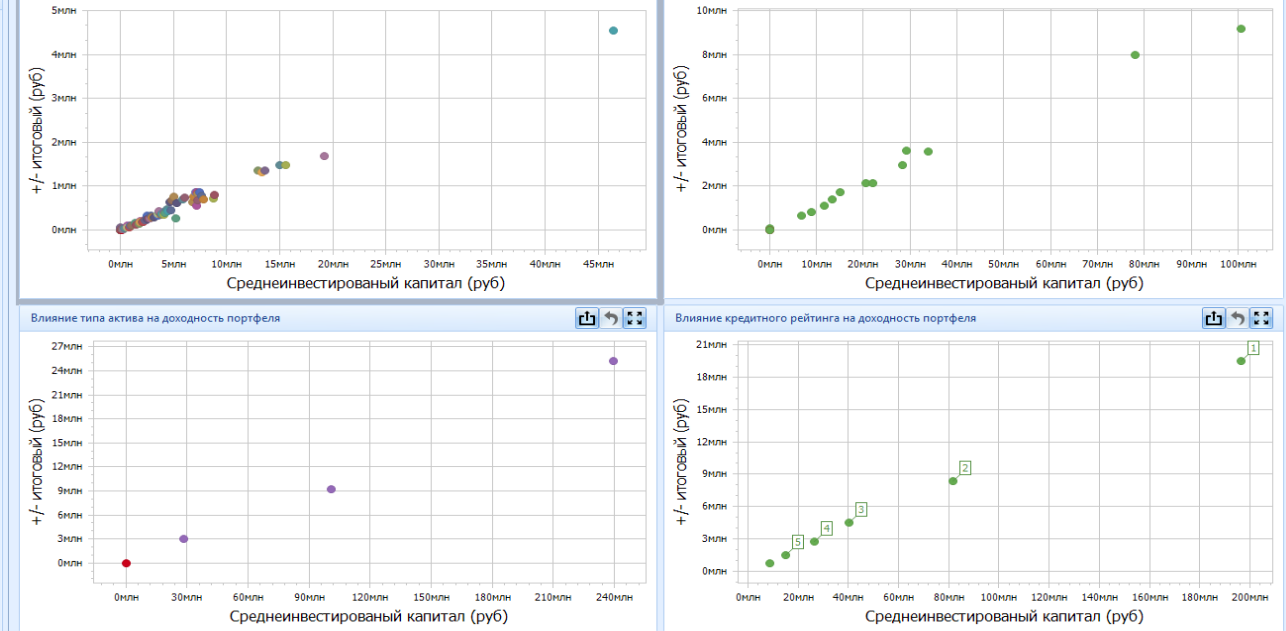 5млн
4млн
3млн
2млн
1млн
0млн
+/- итоговый (руб)
0млн 5млн 10млн 15млн 20млн 25млн 30млн 35млн 40млн 45млн
Среднеинвестированый капитал (руб)
10млн
8млн
6млн
4млн
2млн
0млн
+/- итоговый (руб)
0млн 10млн 20млн 30млн 40млн 50млн 60млн 70млн 80млн 90млн 100млн
Среднеинвестированый капитал (руб)
Влияние типа актива на доходность портфеля
27млн
24млн
21млн
18млн
15млн
12млн
9млн
6млн
3млн
0млн
+/- итоговый (руб)
0млн 30млн 60млн 90млн 120млн 150млн 180млн 210млн 240млн
Среднеинвестированый капитал (руб)
Влияние кредитного рейтинга на доходность портфеля
21млн
18млн
15млн
12млн
9млн
6млн
3млн
0млн
+/- итоговый (руб)
1
2
3
4
5
0млн 20млн 40млн 60млн 80млн 100млн 120млн 140млн 160млн 180млн 200млн
Среднеинвестированый капитал (руб)